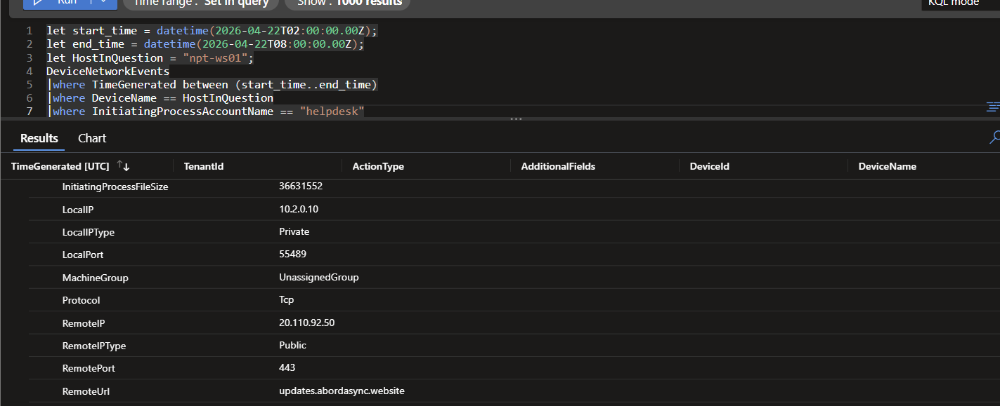 Run
Time range : Set in query
Show : 1000 results
KQL mode
1 let start_time = datetime(2026-04-22T02:00:00.00Z);
2 let end_time = datetime(2026-04-22T08:00:00.00Z);
3 let HostInQuestion = "npt-ws01";
4 DeviceNetworkEvents
5 |where TimeGenerated between (start_time..end_time)
6 |where DeviceName == HostInQuestion
7 |where InitiatingProcessAccountName == "helpdesk"
Results Chart
TimeGenerated [UTC] TenantId ActionType AdditionalFields DeviceId DeviceName
InitiatingProcessFileSize 36631552
LocalIP 10.2.0.10
LocalIPType Private
LocalPort 55489
MachineGroup UnassignedGroup
Protocol Tcp
RemoteIP 20.110.92.50
RemoteIPType Public
RemotePort 443
RemoteUrl updates.abordasync.website